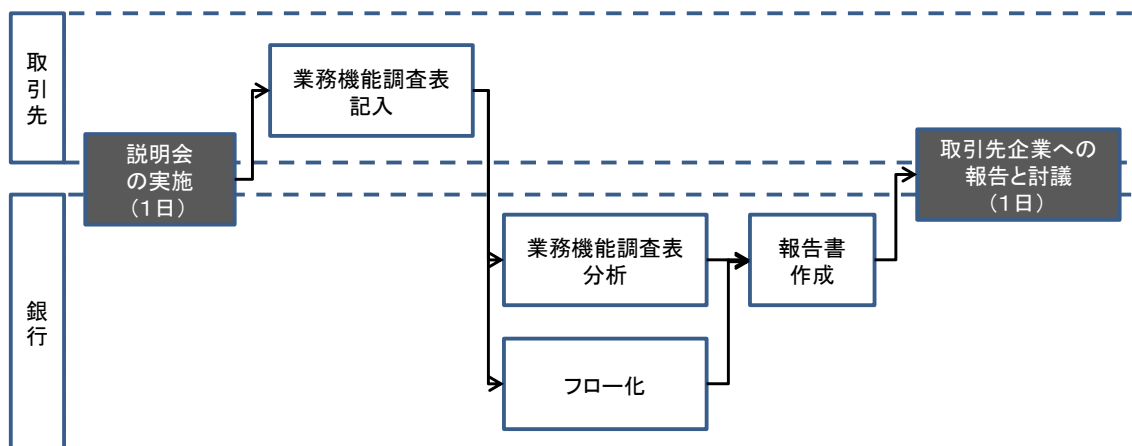 取引先
業務機能調査表
記入
説明会
の実施
(1日)
取引先企業への
報告と討議
(1日)
銀行
業務機能調査表
分析
報告書
作成
フロー化